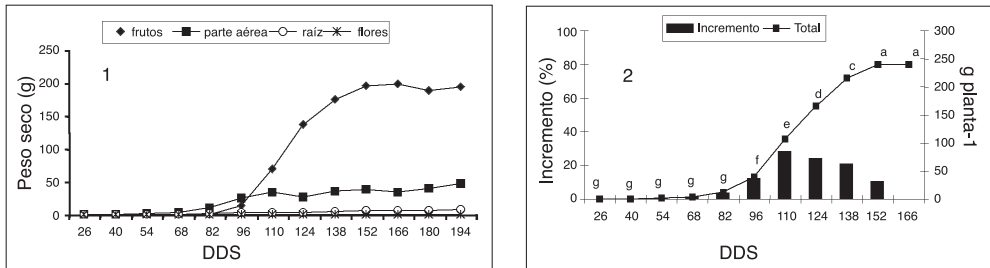 frutos parte aérea raíz flores
250
200
150
100
50
0
1
Peso seco (g)
26 40 54 68 82 96 110 124 138 152 166 180 194
DDS
Incremento Total
100
80
60
40
20
0
300
250
200
150
100
50
0
2
Incremento (%)
g planta-1
g g g g g f e d c a a
26 40 54 68 82 96 110 124 138 152 166
DDS